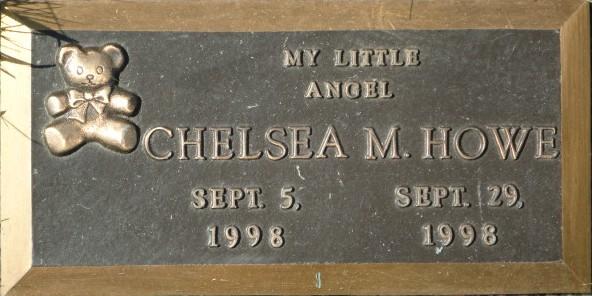 MY LITTLE
ANGEL
CHELSEA M. HOWE
SEPT. 5, SEPT. 29,
1998 1998